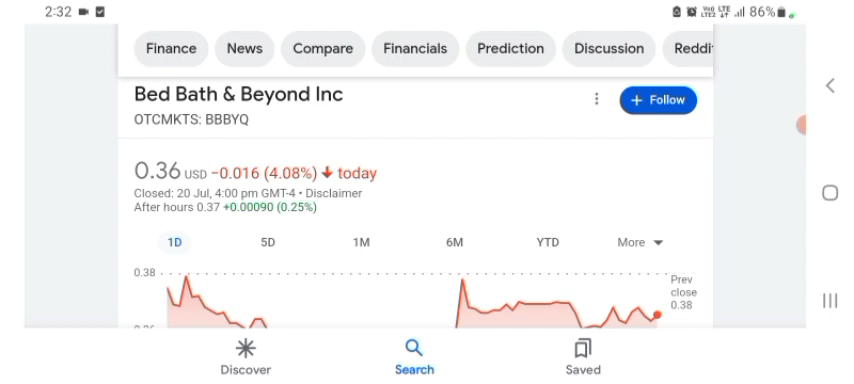 2:32 Vo) LTE LTE2 86%
Finance News Compare Financials Prediction Discussion Reddi
Bed Bath & Beyond Inc
+ Follow
OTCMKTS: BBBYQ
0.36 USD −0.016 (4.08%) today
Closed: 20 Jul, 4:00 pm GMT-4 • Disclaimer
After hours 0.37 +0.00090 (0.25%)
1D 5D 1M 6M YTD More
0.38
Prev
close
0.38
Discover Search Saved